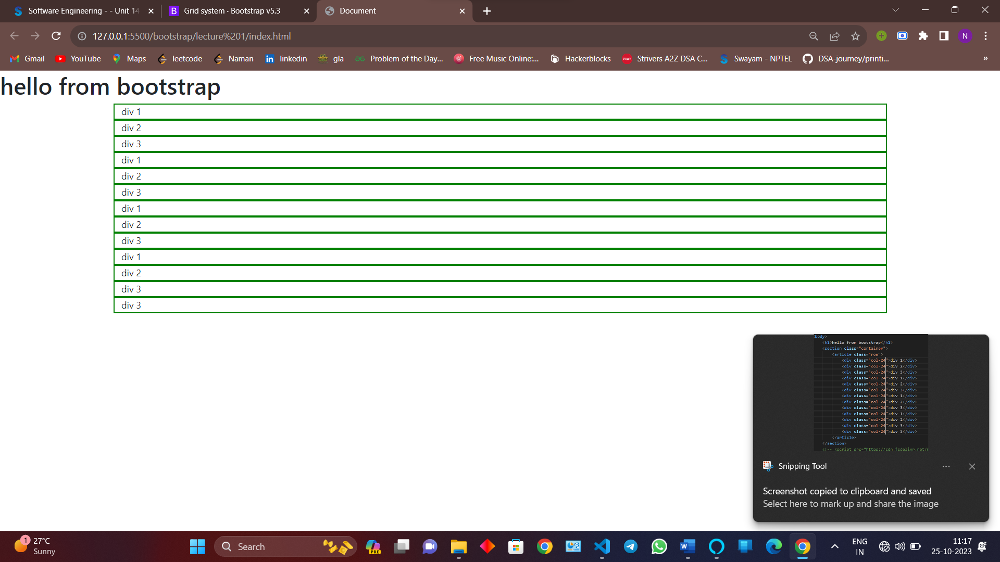 Software Engineering - - Unit 14
Grid system · Bootstrap v5.3
Document
127.0.0.1:5500/bootstrap/lecture%201/index.html
N
Gmail
YouTube
Maps
leetcode
Naman
linkedin
gla
Problem of the Day...
Free Music Online:...
Hackerblocks
Strivers A2Z DSA C...
Swayam - NPTEL
DSA-journey/printi...
»
hello from bootstrap
div 1
div 2
div 3
div 1
div 2
div 3
div 1
div 2
div 3
div 1
div 2
div 3
div 3
<body>
<h1>hello from bootstrap</h1>
<section class="container">
<article class="row">
<div class="col-24">div 1</div>
<div class="col-24">div 2</div>
<div class="col-24">div 3</div>
<div class="col-24">div 1</div>
<div class="col-24">div 2</div>
<div class="col-24">div 3</div>
<div class="col-24">div 1</div>
<div class="col-24">div 2</div>
<div class="col-24">div 3</div>
<div class="col-24">div 1</div>
<div class="col-24">div 2</div>
<div class="col-24">div 3</div>
<div class="col-24">div 3</div>
</article>
</section>
<!-- <script src="https://cdn.jsdelivr.net/
Snipping Tool
Screenshot copied to clipboard and saved
Select here to mark up and share the image
1
27°C
Sunny
Search
PRE
ENG
IN
11:17
25-10-2023